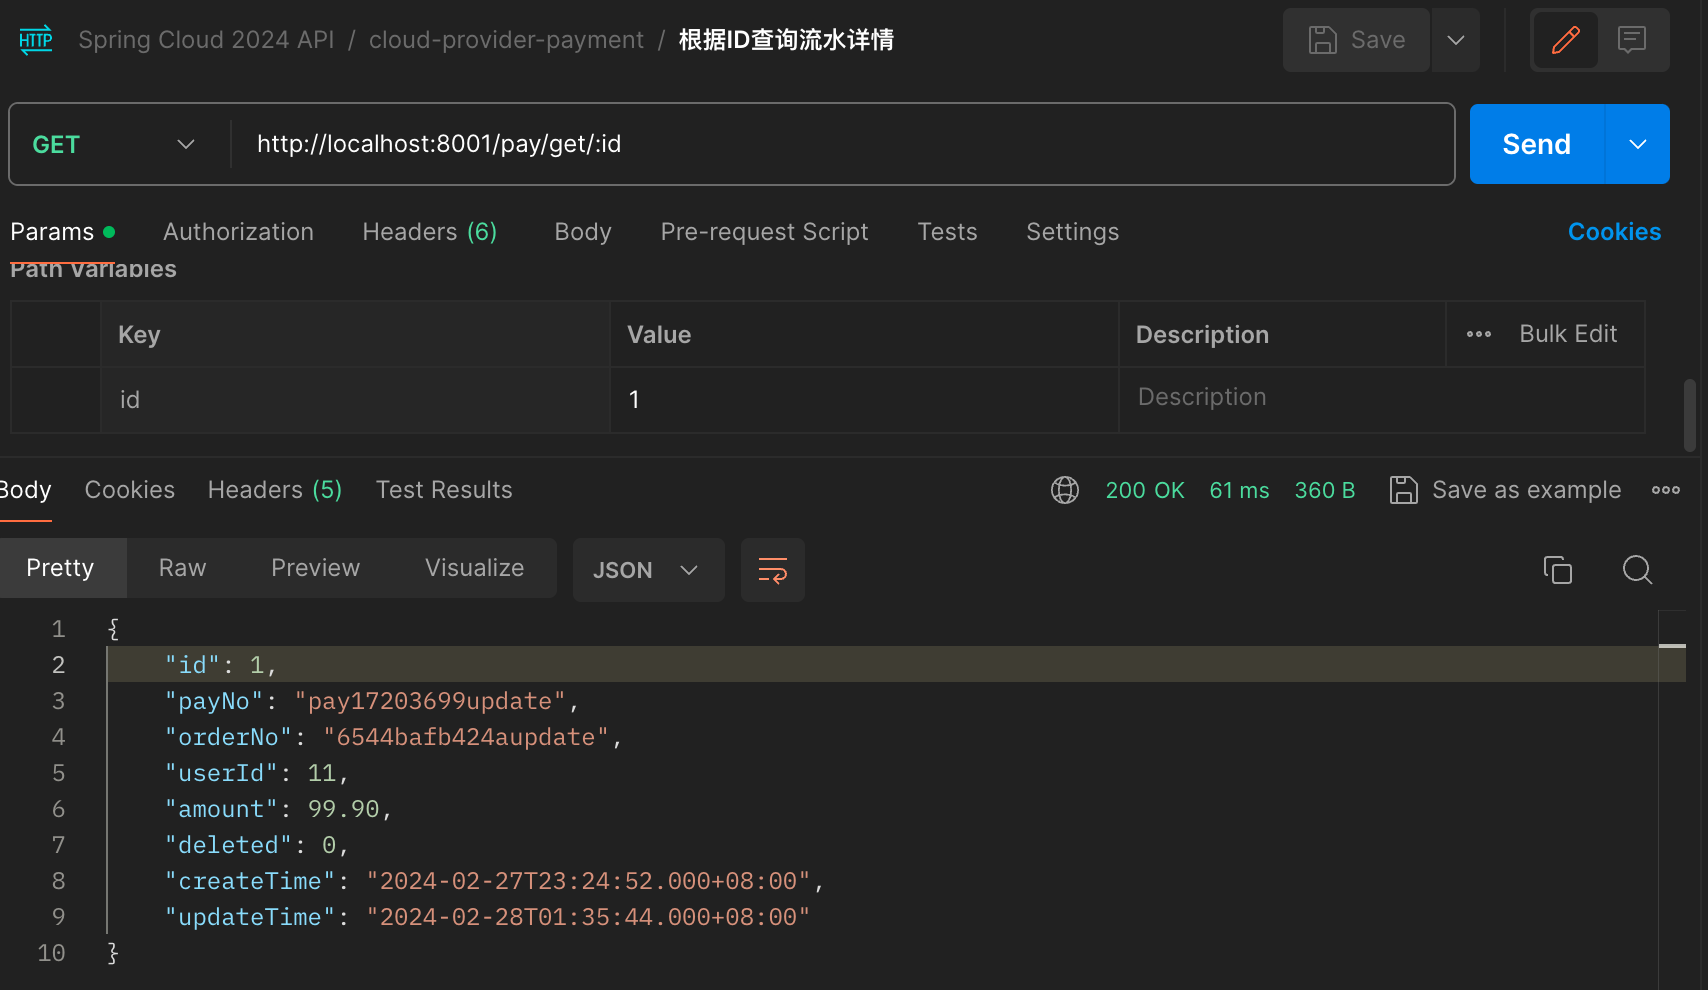 HTTP Spring Cloud 2024 API / cloud-provider-payment / 根据ID查询流水详情 Save
GET http://localhost:8001/pay/get/:id Send
Params Authorization Headers (6) Body Pre-request Script Tests Settings Cookies
Path Variables
Key Value Description Bulk Edit
id 1 Description
Body Cookies Headers (5) Test Results 200 OK 61 ms 360 B Save as example
Pretty Raw Preview Visualize JSON
1 {
2 "id": 1,
3 "payNo": "pay17203699update",
4 "orderNo": "6544bafb424aupdate",
5 "userId": 11,
6 "amount": 99.90,
7 "deleted": 0,
8 "createTime": "2024-02-27T23:24:52.000+08:00",
9 "updateTime": "2024-02-28T01:35:44.000+08:00"
10 }